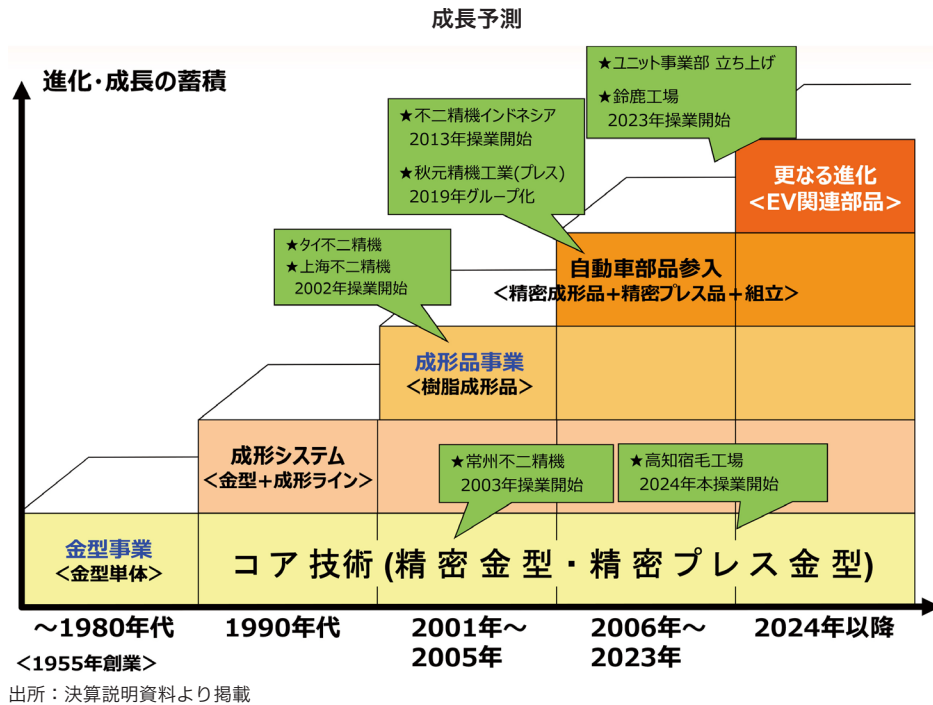 成長予測
進化・成長の蓄積
★ユニット事業部 立ち上げ
★鈴鹿工場
2023年操業開始
★不二精機インドネシア
2013年操業開始
★秋元精機工業(プレス)
2019年グループ化
更なる進化
＜EV関連部品＞
★タイ不二精機
★上海不二精機
2002年操業開始
自動車部品参入
＜精密成形品＋精密プレス品＋組立＞
成形品事業
＜樹脂成形品＞
成形システム
＜金型＋成形ライン＞
★常州不二精機
2003年操業開始
★高知宿毛工場
2024年本操業開始
金型事業
＜金型単体＞
コア技術(精密金型・精密プレス金型)
～1980年代
＜1955年創業＞
1990年代
2001年～
2005年
2006年～
2023年
2024年以降
出所：決算説明資料より掲載